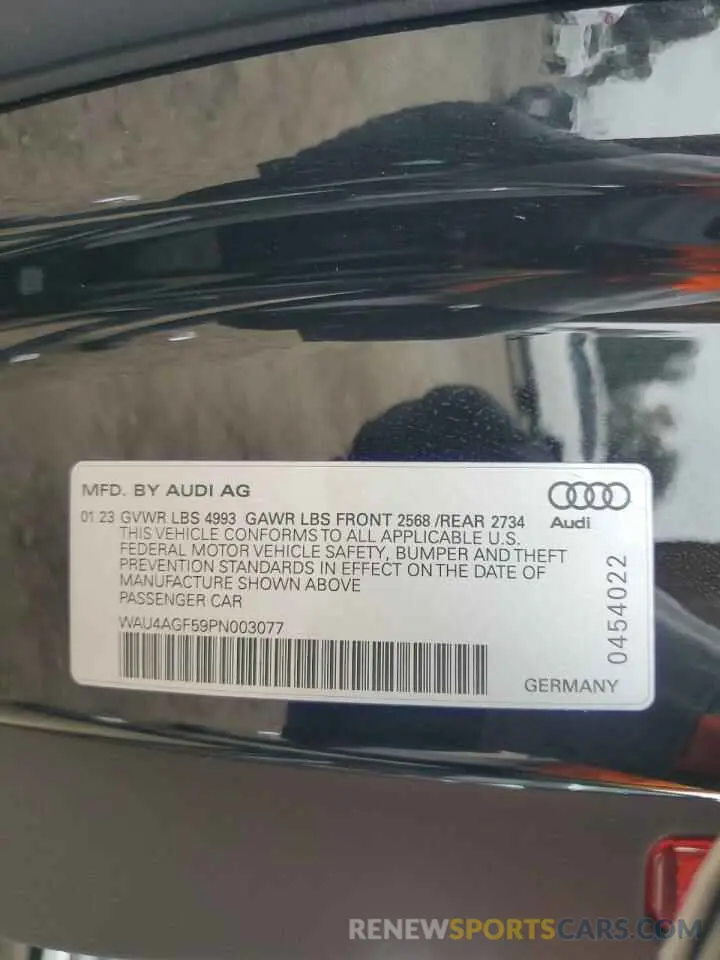 MFD. BY AUDI AG
01 23 GVWR LBS 4993 GAWR LBS FRONT 2568 /REAR 2734
THIS VEHICLE CONFORMS TO ALL APPLICABLE U.S.
FEDERAL MOTOR VEHICLE SAFETY, BUMPER AND THEFT
PREVENTION STANDARDS IN EFFECT ON THE DATE OF
MANUFACTURE SHOWN ABOVE
PASSENGER CAR
WAU4AGF59PN003077
Audi
0454022
GERMANY
RENEWSPORTSCARS.COM